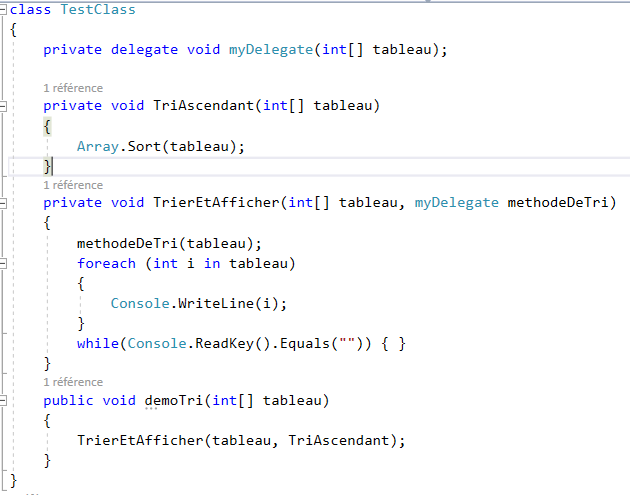 class TestClass
{
private delegate void myDelegate(int[] tableau);
1 référence
private void TriAscendant(int[] tableau)
{
Array.Sort(tableau);
}
1 référence
private void TrierEtAfficher(int[] tableau, myDelegate methodeDeTri)
{
methodeDeTri(tableau);
foreach (int i in tableau)
{
Console.WriteLine(i);
}
while(Console.ReadKey().Equals("")) { }
}
1 référence
public void demoTri(int[] tableau)
{
TrierEtAfficher(tableau, TriAscendant);
}
}